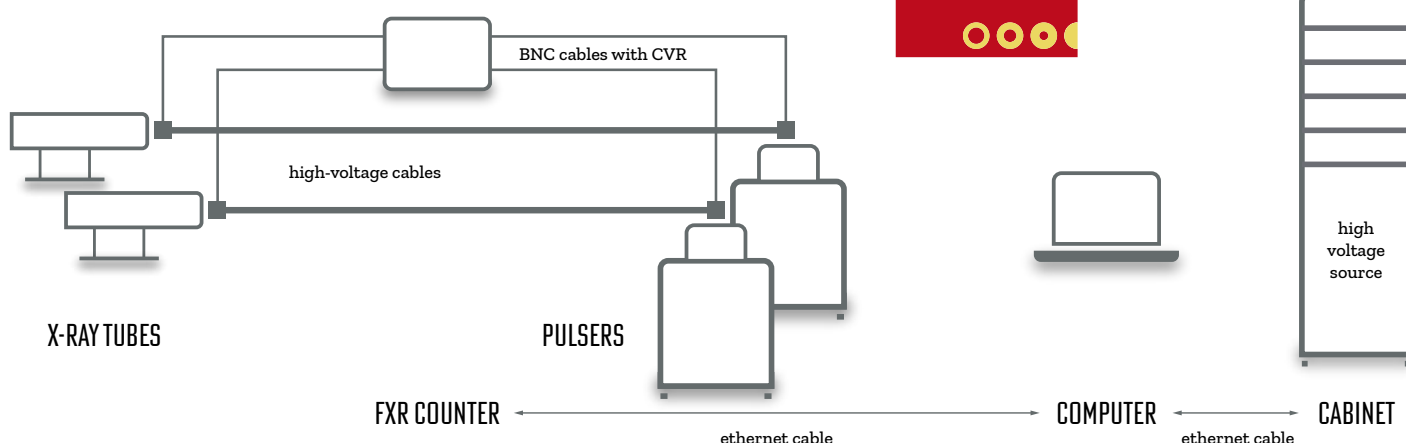 BNC cables with CVR
high-voltage cables
high
voltage
source
X-RAY TUBES
PULSERS
FXR COUNTER
COMPUTER
CABINET
ethernet cable
ethernet cable